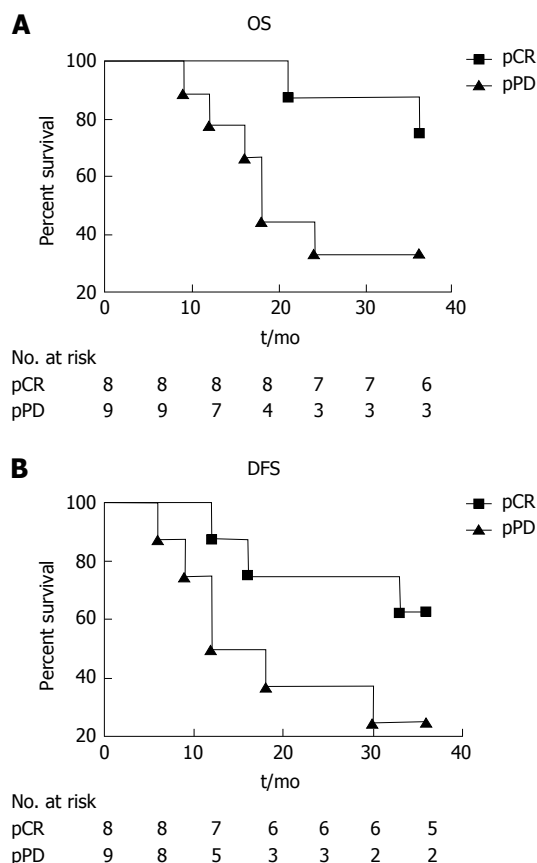 A
OS
100
80
60
40
20
Percent survival
0 10 20 30 40
t/mo
pCR
pPD
No. at risk
pCR 8 8 8 8 7 7 6
pPD 9 9 7 4 3 3 3
B
DFS
100
80
60
40
20
Percent survival
0 10 20 30 40
t/mo
pCR
pPD
No. at risk
pCR 8 8 7 6 6 6 5
pPD 9 8 5 3 3 2 2